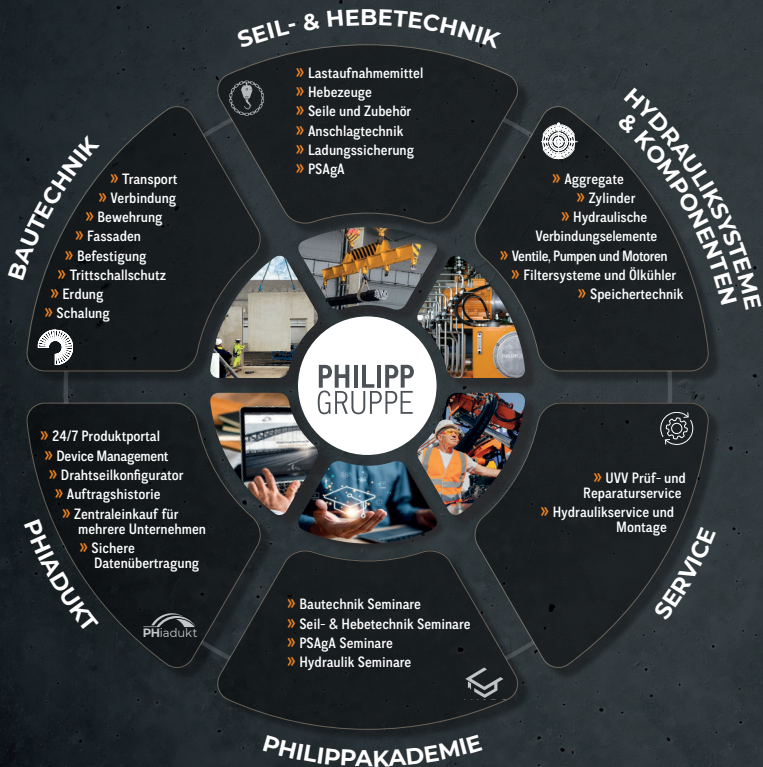 SEIL- & HEBETECHNIK
» Lastaufnahmemittel
» Hebezeuge
» Seile und Zubehör
» Anschlagtechnik
» Ladungssicherung
» PSAgA
HYDRAULIKSYSTEME
& KOMPONENTEN
» Aggregate
» Zylinder
» Hydraulische
Verbindungselemente
» Ventile, Pumpen und Motoren
» Filtersysteme und Ölkühler
» Speichertechnik
BAUTECHNIK
» Transport
» Verbindung
» Bewehrung
» Fassaden
» Befestigung
» Trittschallschutz
» Erdung
» Schalung
PHILIPP
GRUPPE
» 24/7 Produktportal
» Device Management
» Drahtseilkonfigurator
» Auftragshistorie
» Zentraleinkauf für
mehrere Unternehmen
» Sichere
Datenübertragung
PHIADUKT
PHiadukt
» UVV Prüf- und
Reparaturservice
» Hydraulikservice und
Montage
SERVICE
» Bautechnik Seminare
» Seil- & Hebetechnik Seminare
» PSAgA Seminare
» Hydraulik Seminare
PHILIPPAKADEMIE